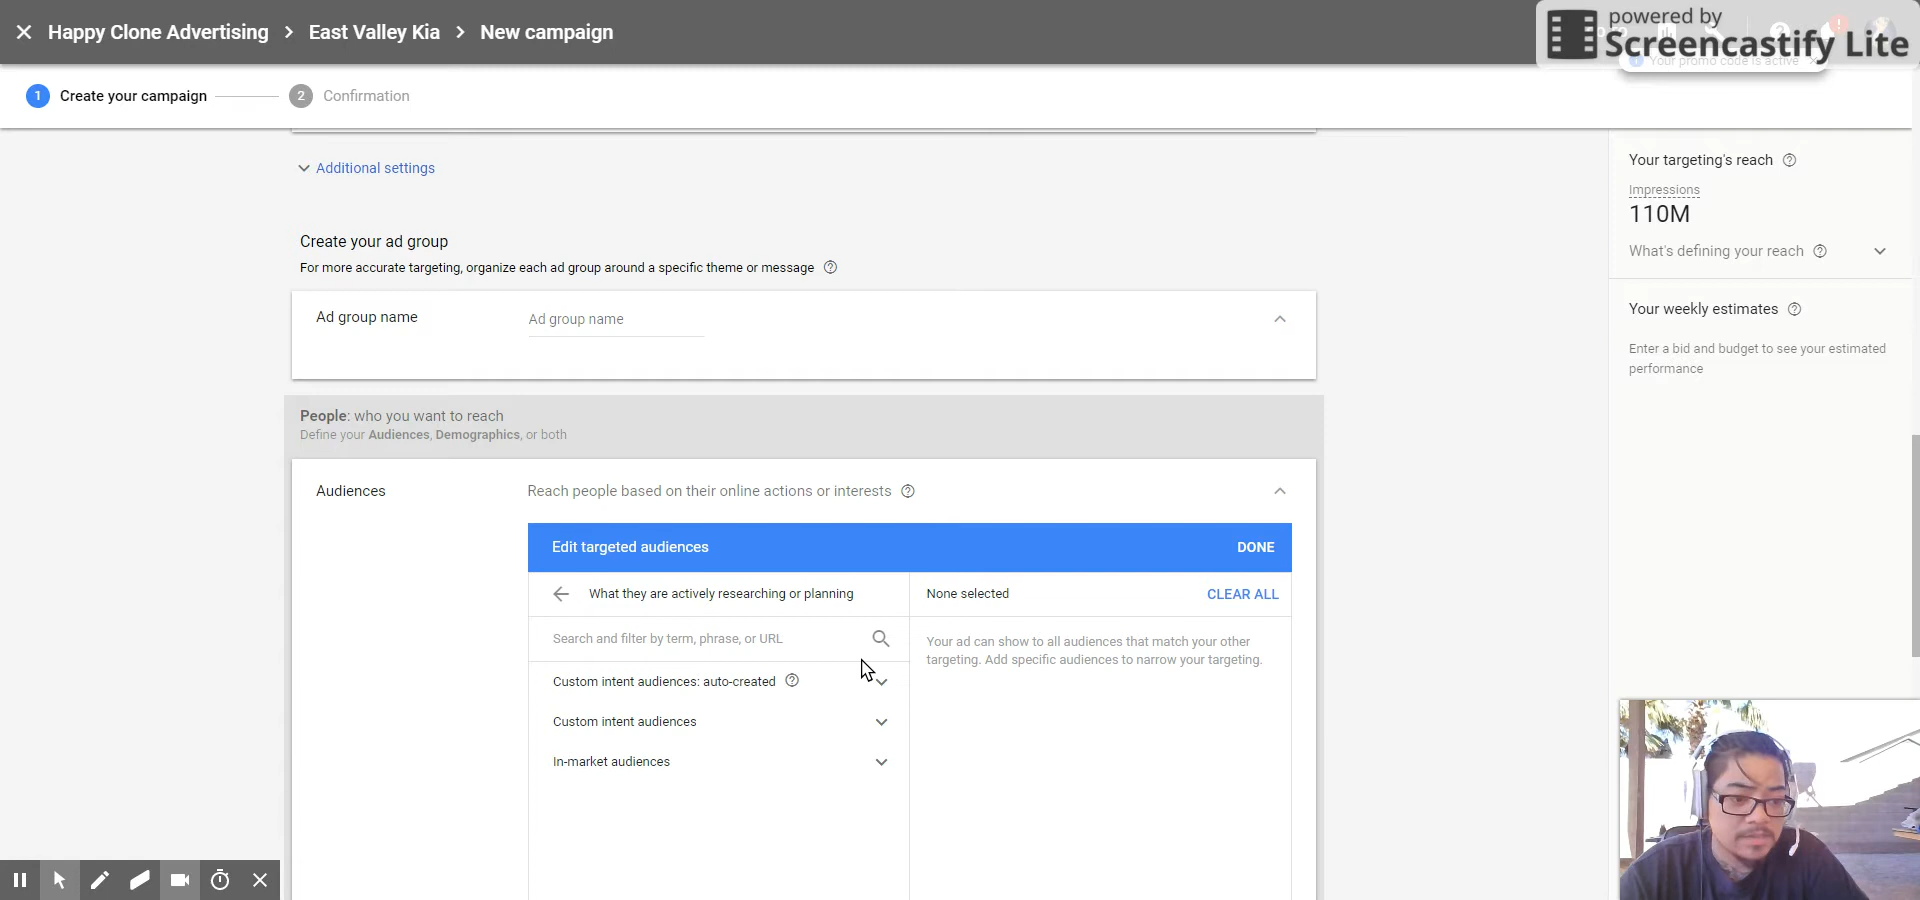 Happy Clone Advertising > East Valley Kia > New campaign
powered by
Screencastify Lite
Your promo code is active
1 Create your campaign 2 Confirmation
Additional settings
Create your ad group
For more accurate targeting, organize each ad group around a specific theme or message
Ad group name Ad group name
People: who you want to reach
Define your Audiences, Demographics, or both
Audiences Reach people based on their online actions or interests
Edit targeted audiences DONE
What they are actively researching or planning None selected CLEAR ALL
Search and filter by term, phrase, or URL
Your ad can show to all audiences that match your other
targeting. Add specific audiences to narrow your targeting.
Custom intent audiences: auto-created
Custom intent audiences
In-market audiences
Your targeting's reach
Impressions
110M
What's defining your reach
Your weekly estimates
Enter a bid and budget to see your estimated
performance